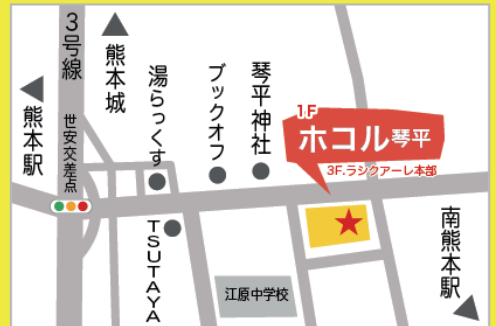 3号線
熊本城
熊本駅
世安交差点
湯らっくす
ブックオフ
琴平神社
1F
ホコル琴平
3F.ラシクアーレ本部
TSUTAYA
江原中学校
南熊本駅